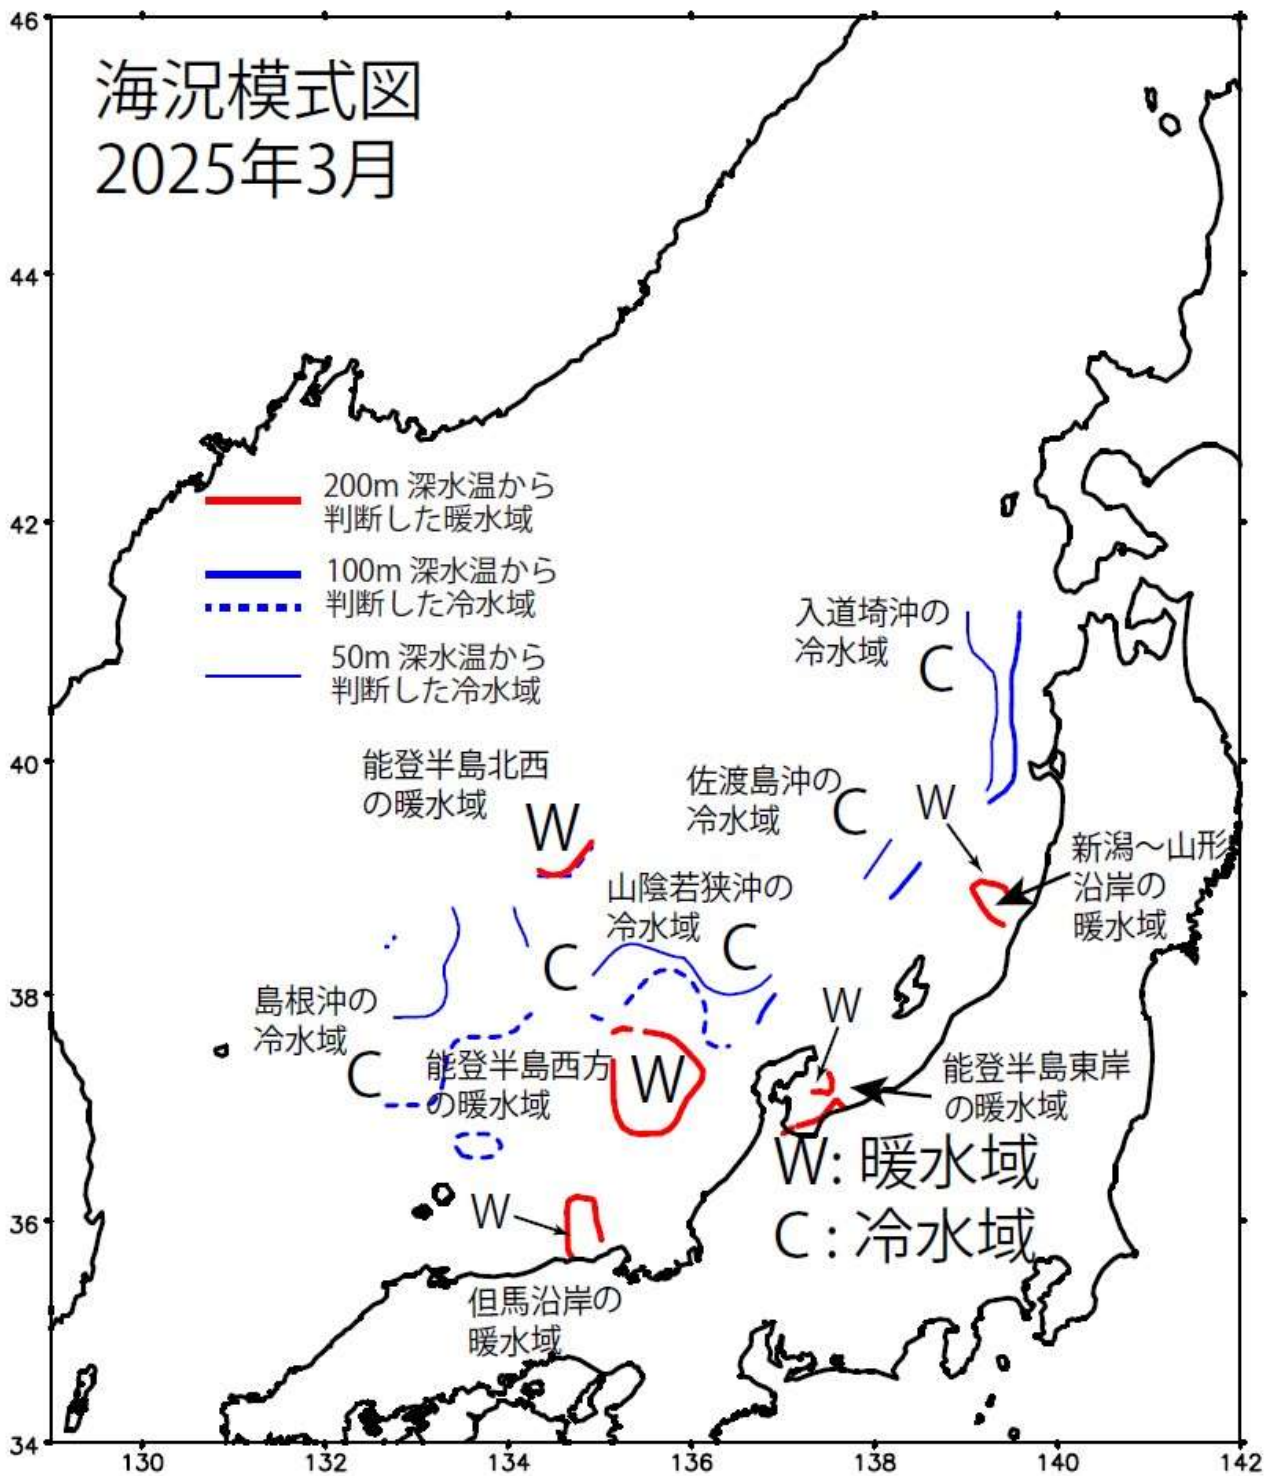 海況模式図
2025年3月
200m 深水温から
判断した暖水域
100m 深水温から
判断した冷水域
50m 深水温から
判断した冷水域
入道埼沖の
冷水域
C
能登半島北西
の暖水域
W
佐渡島沖の
冷水域
C
W
新潟～山形
沿岸の
暖水域
山陰若狭沖の
冷水域
C
C
島根沖の
冷水域
C
能登半島西方
の暖水域
W
W
能登半島東岸
の暖水域
W
但馬沿岸の
暖水域
W: 暖水域
C : 冷水域
46
44
42
40
38
36
34
130
132
134
136
138
140
142